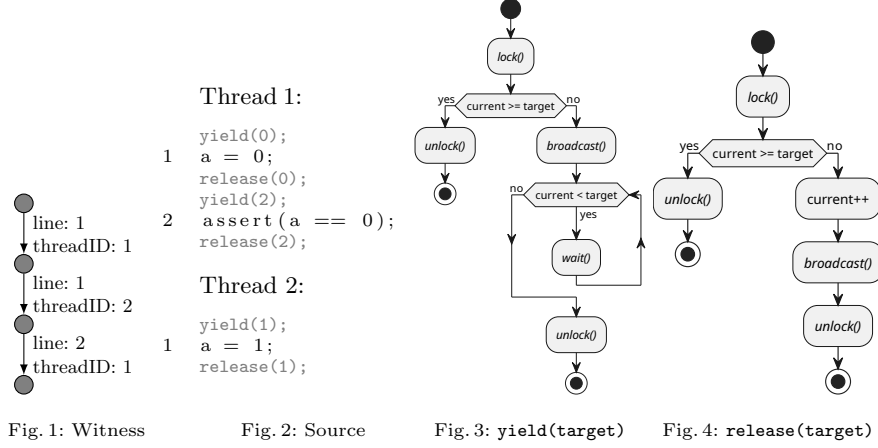 line: 1
threadID: 1
line: 1
threadID: 2
line: 2
threadID: 1
Fig. 1: Witness
Thread 1:
yield(0);
1 a = 0;
release(0);
yield(2);
2 assert(a == 0);
release(2);
Thread 2:
yield(1);
1 a = 1;
release(1);
Fig. 2: Source
lock()
yes current >= target no
unlock() broadcast()
no current < target
yes
wait()
unlock()
Fig. 3: yield(target)
lock()
yes current >= target no
unlock() current++
broadcast()
unlock()
Fig. 4: release(target)